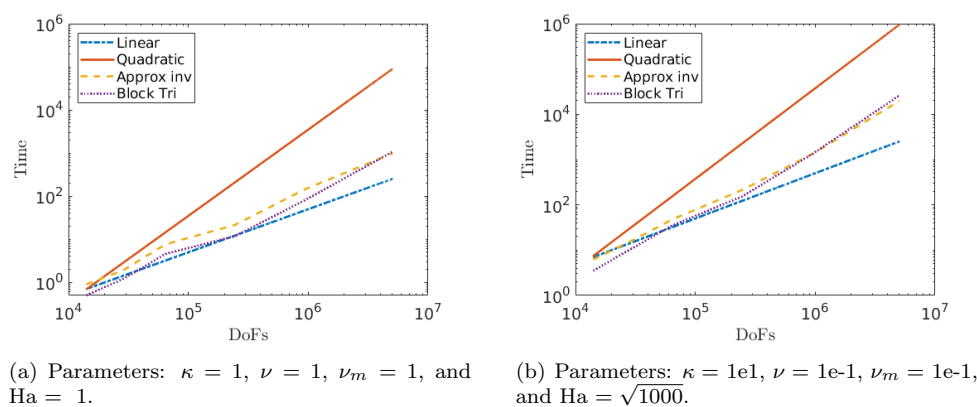 10^6
10^4
10^2
10^0
Time
Linear
Quadratic
Approx inv
Block Tri
10^4
10^5
10^6
10^7
DoFs
(a) Parameters: κ = 1, ν = 1, ν_m = 1, and
Ha = 1.
10^6
10^4
10^2
10^0
Time
Linear
Quadratic
Approx inv
Block Tri
10^4
10^5
10^6
10^7
DoFs
(b) Parameters: κ = 1e1, ν = 1e-1, ν_m = 1e-1,
and Ha = √1000.